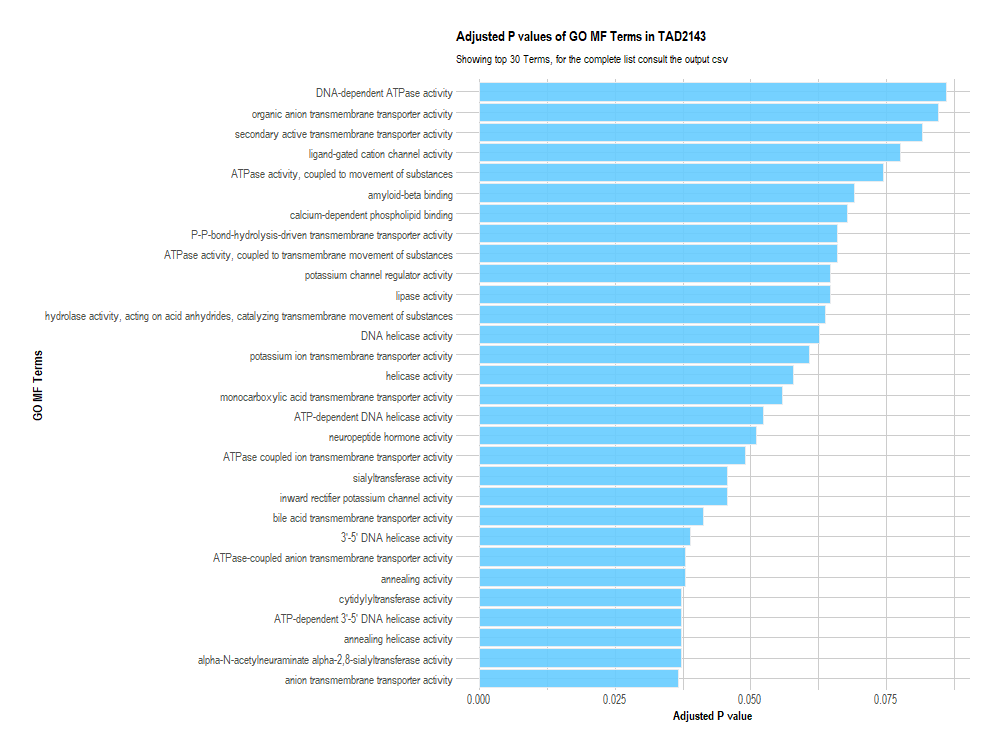 Adjusted P values of GO MF Terms in TAD2143
Showing top 30 Terms, for the complete list consult the output csv
DNA-dependent ATPase activity
organic anion transmembrane transporter activity
secondary active transmembrane transporter activity
ligand-gated cation channel activity
ATPase activity, coupled to movement of substances
amyloid-beta binding
calcium-dependent phospholipid binding
P-P-bond-hydrolysis-driven transmembrane transporter activity
ATPase activity, coupled to transmembrane movement of substances
potassium channel regulator activity
lipase activity
hydrolase activity, acting on acid anhydrides, catalyzing transmembrane movement of substances
DNA helicase activity
potassium ion transmembrane transporter activity
helicase activity
monocarboxylic acid transmembrane transporter activity
ATP-dependent DNA helicase activity
neuropeptide hormone activity
ATPase coupled ion transmembrane transporter activity
sialyltransferase activity
inward rectifier potassium channel activity
bile acid transmembrane transporter activity
3'-5' DNA helicase activity
ATPase-coupled anion transmembrane transporter activity
annealing activity
cytidylyltransferase activity
ATP-dependent 3'-5' DNA helicase activity
annealing helicase activity
alpha-N-acetylneuraminate alpha-2,8-sialyltransferase activity
anion transmembrane transporter activity
GO MF Terms
0.000 0.025 0.050 0.075
Adjusted P value